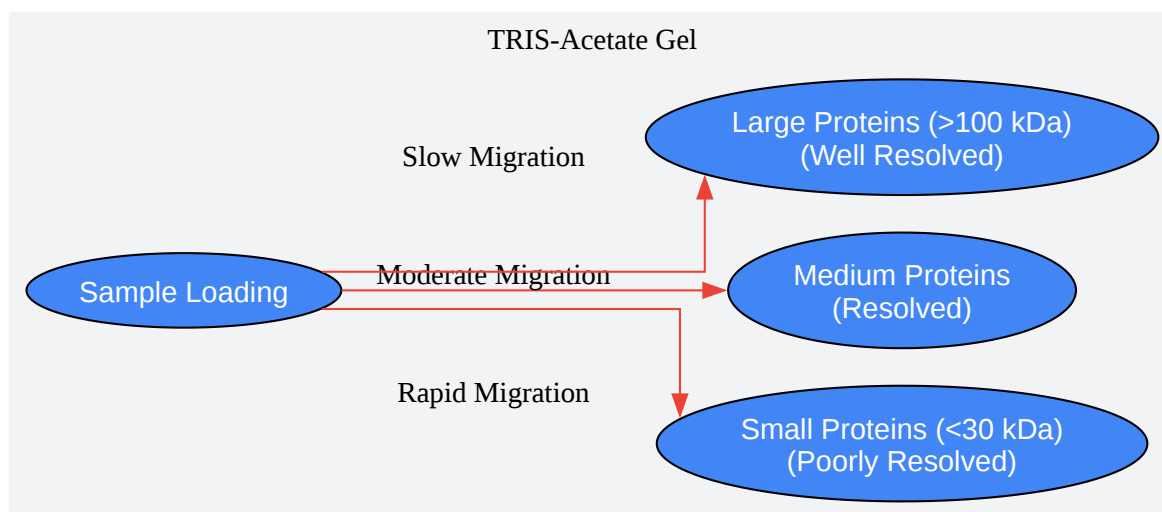 TRIS-Acetate Gel
Large Proteins (>100 kDa)
(Well Resolved)
Slow Migration
Moderate Migration
Medium Proteins
(Resolved)
Sample Loading
Rapid Migration
Small Proteins (<30 kDa)
(Poorly Resolved)